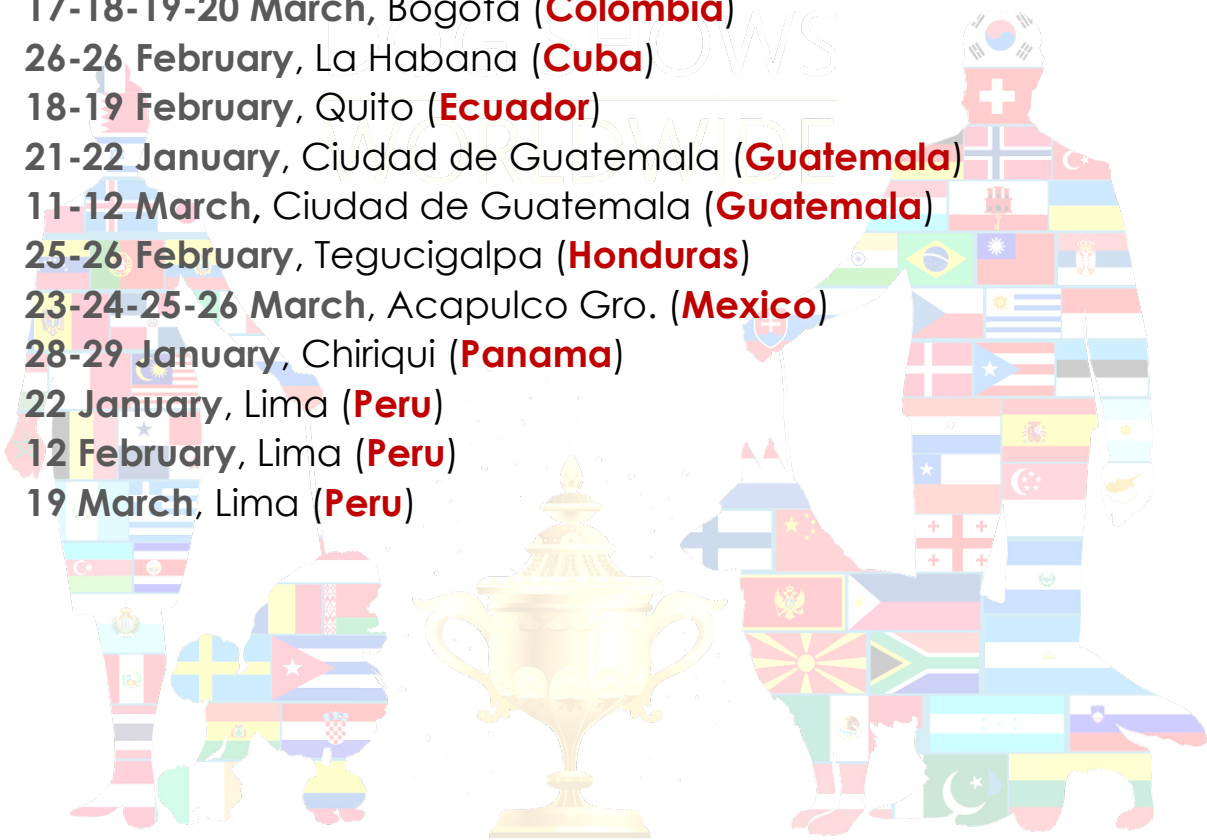 17-18-19-20 March, Bogotá (Colombia)
26-26 February, La Habana (Cuba)
18-19 February, Quito (Ecuador)
21-22 January, Ciudad de Guatemala (Guatemala)
11-12 March, Ciudad de Guatemala (Guatemala)
25-26 February, Tegucigalpa (Honduras)
23-24-25-26 March, Acapulco Gro. (Mexico)
28-29 January, Chiriqui (Panama)
22 January, Lima (Peru)
12 February, Lima (Peru)
19 March, Lima (Peru)
DOG SHOWS
WORLDWIDE